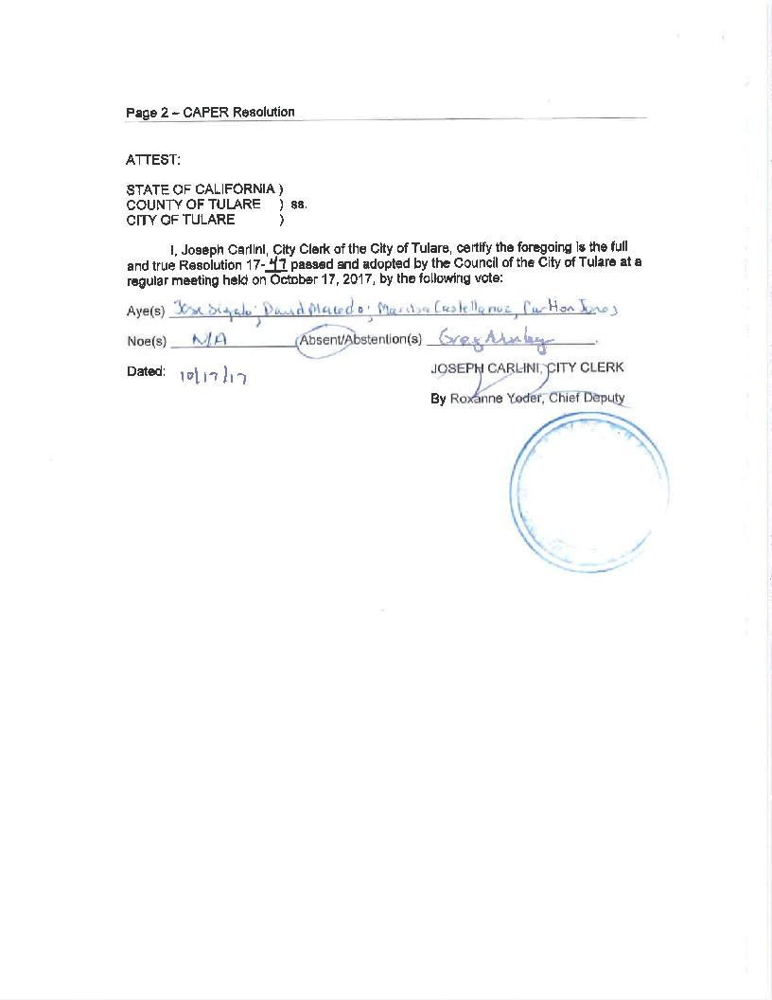 Page 2 – CAPER Resolution
ATTEST:
STATE OF CALIFORNIA )
COUNTY OF TULARE ) ss.
CITY OF TULARE )
I, Joseph Carlini, City Clerk of the City of Tulare, certify the foregoing is the full
and true Resolution 17-47 passed and adopted by the Council of the City of Tulare at a
regular meeting held on October 17, 2017, by the following vote:
Aye(s) Jose Sigala, David Macedo, Maritsa Castellanoz, Carlton Jones
Noe(s) N/A Absent/Abstention(s) Greg Nunley.
Dated: 10/17/17 JOSEPH CARLINI, CITY CLERK
By Roxanne Yoder, Chief Deputy